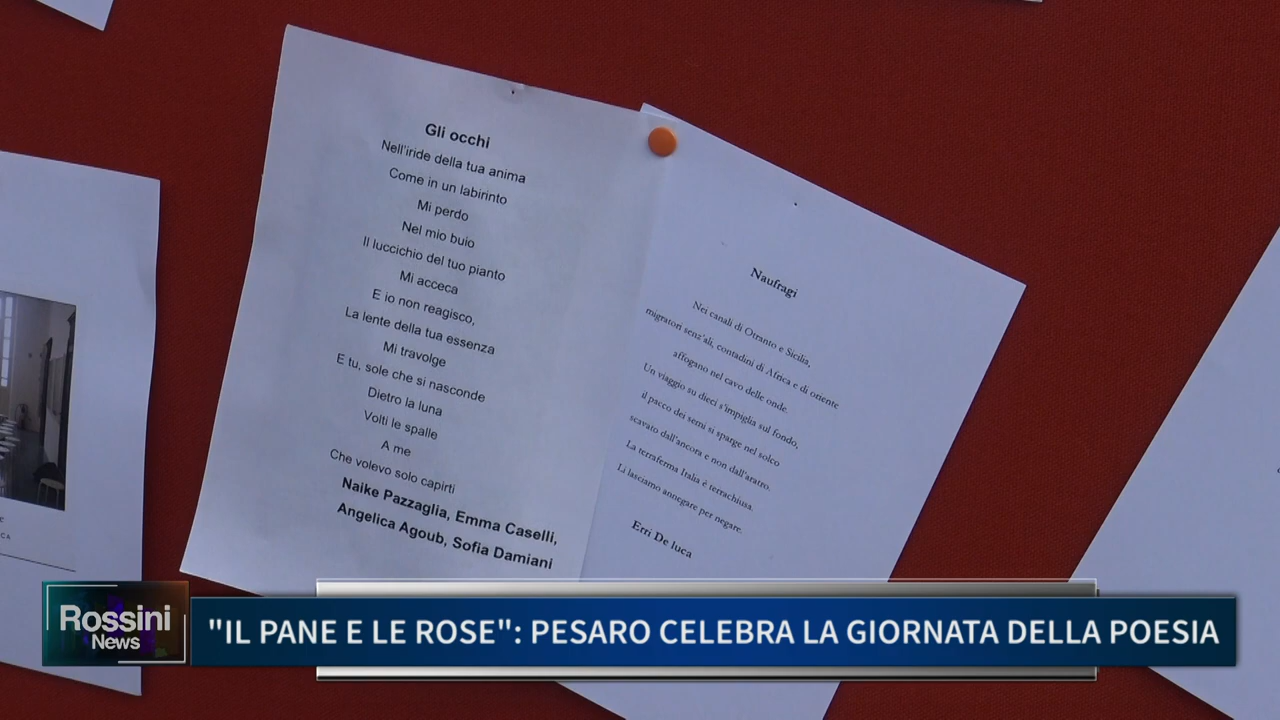 Gli occhi
Nell'iride della tua anima
Come in un labirinto
Mi perdo
Nel mio buio
Il luccichio del tuo pianto
Mi acceca
E io non reagisco,
La lente della tua essenza
Mi travolge
E tu, sole che si nasconde
Dietro la luna
Volti le spalle
A me
Che volevo solo capirti
Naike Pazzaglia, Emma Caselli,
Angelica Agoub, Sofia Damiani
Naufragi
Nei canali di Otranto e Sicilia,
migratori senz'ali, contadini di Africa e di oriente
affogano nel cavo delle onde.
Un viaggio su dieci s'impiglia sul fondo,
il pacco dei semi si sparge nel solco
scavato dall'ancora e non dall'aratro.
La terraferma Italia è terrachiusa.
Li lasciamo annegare per negare.
Erri De luca
Rossini
News
"IL PANE E LE ROSE": PESARO CELEBRA LA GIORNATA DELLA POESIA